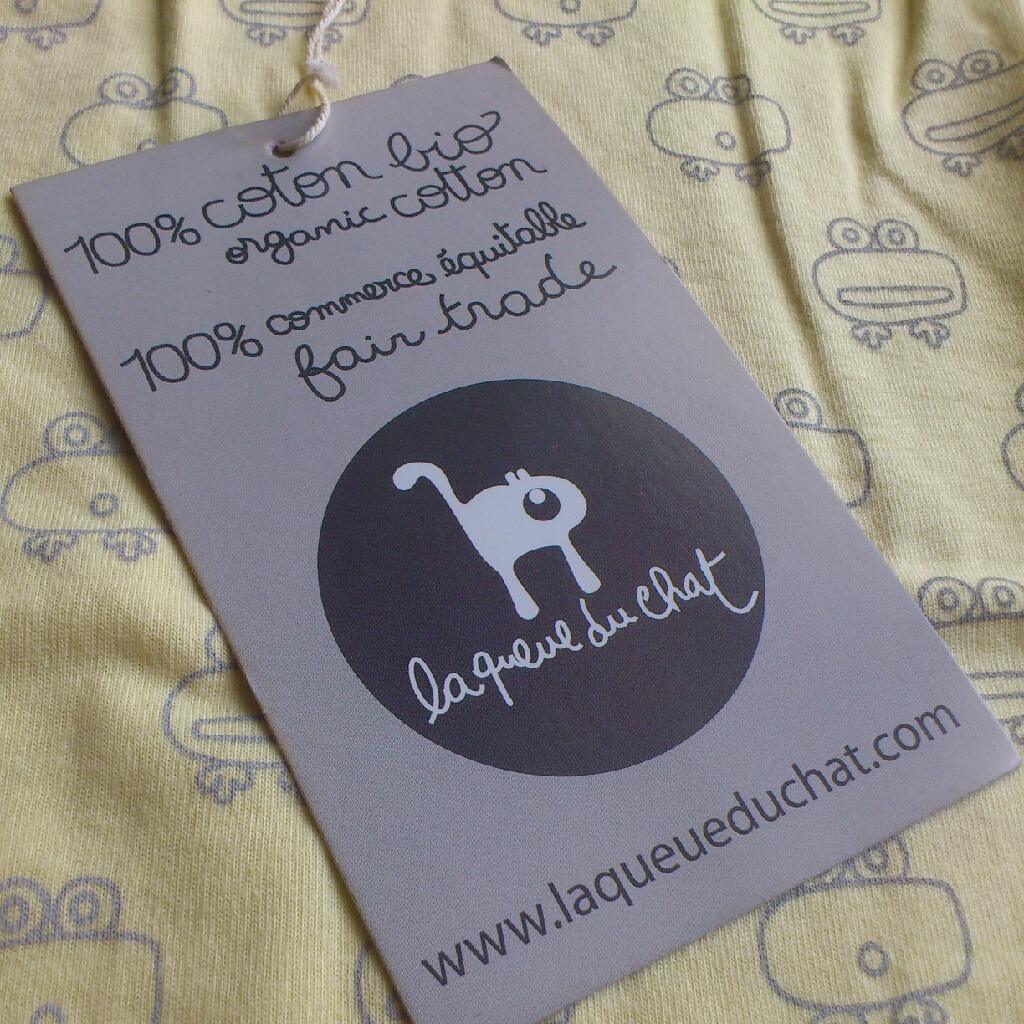 100% coton bio
organic cotton
100% commerce équitable
fair trade
la queue du chat
www.laqueueduchat.com